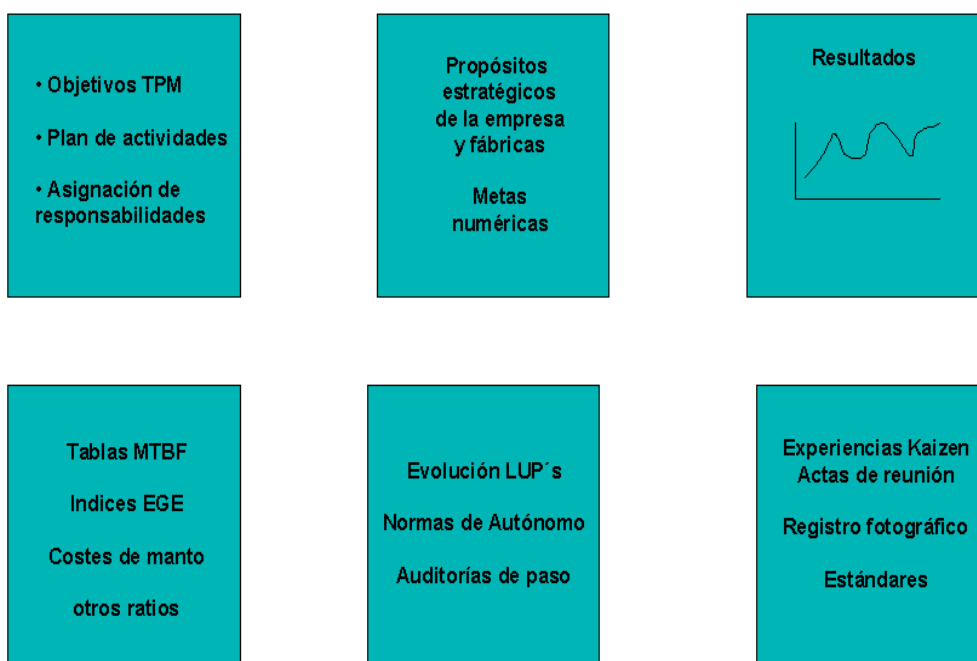 • Objetivos TPM
• Plan de actividades
• Asignación de
responsabilidades
Propósitos
estratégicos
de la empresa
y fábricas
Metas
numéricas
Resultados
Tablas MTBF
Indices EGE
Costes de manto
otros ratios
Evolución LUP´s
Normas de Autónomo
Auditorías de paso
Experiencias Kaizen
Actas de reunión
Registro fotográfico
Estándares